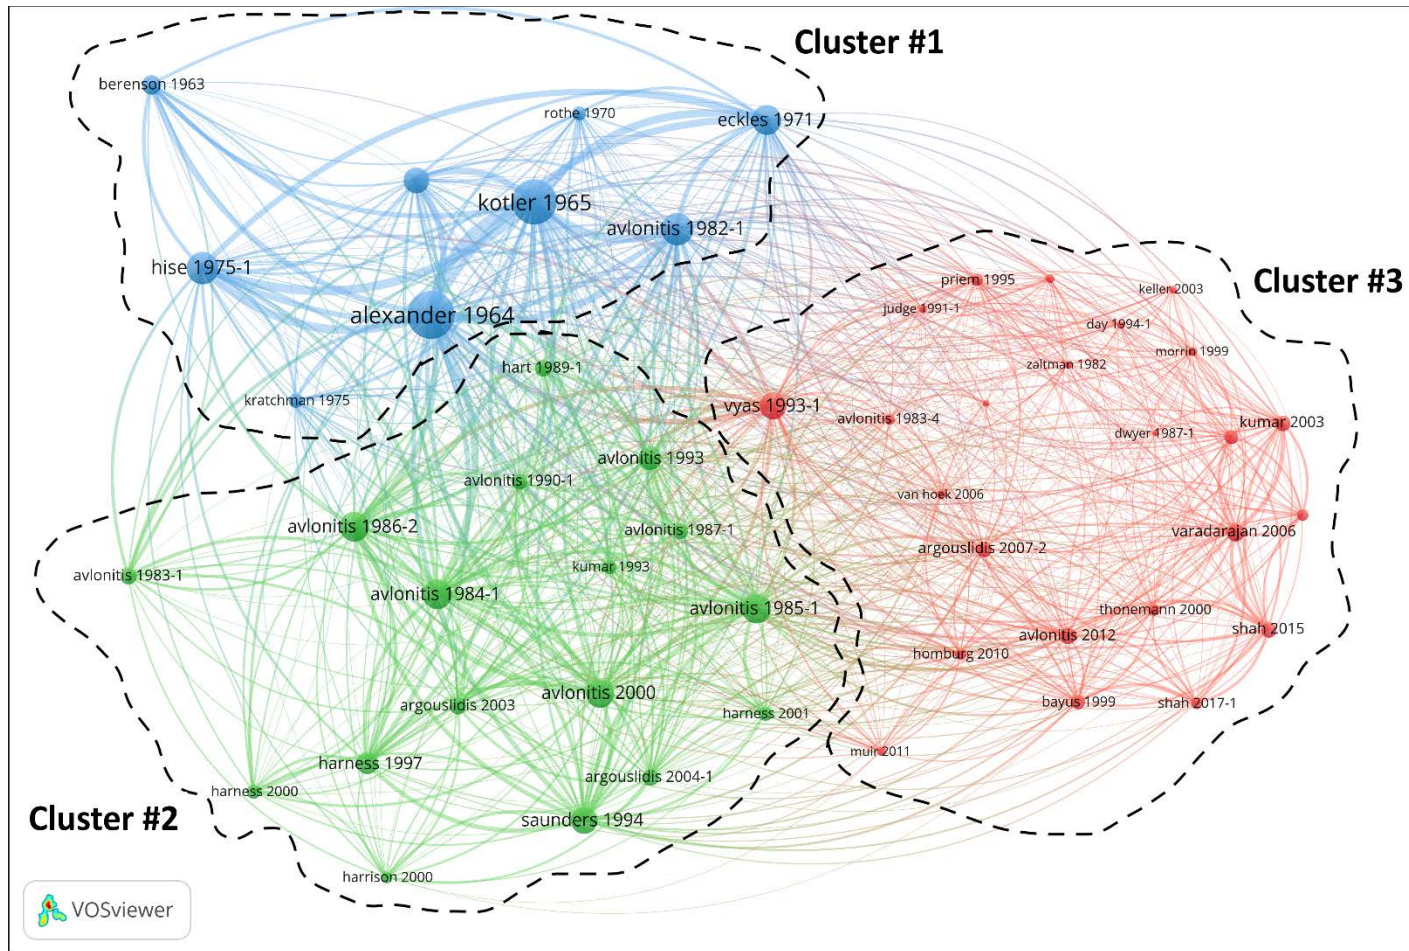 Cluster #1
berenson 1963
rothe 1970
eckles 1971
kotler 1965
avlonitis 1982-1
hise 1975-1
alexander 1964
kratchman 1975
Cluster #3
priem 1995
keller 2003
judge 1991-1
day 1994-1
morrin 1999
zaltman 1982
vyas 1993-1
avlonitis 1983-4
kumar 2003
dwyer 1987-1
van hoek 2006
varadarajan 2006
argouslidis 2007-2
thonemann 2000
avlonitis 2012
shah 2015
homburg 2010
bayus 1999
shah 2017-1
muir 2011
hart 1989-1
avlonitis 1993
avlonitis 1990-1
avlonitis 1986-2
avlonitis 1987-1
avlonitis 1983-1
kumar 1993
avlonitis 1984-1
avlonitis 1985-1
avlonitis 2000
argouslidis 2003
harness 2001
harness 1997
argouslidis 2004-1
harness 2000
Cluster #2
saunders 1994
harrison 2000
VOSviewer